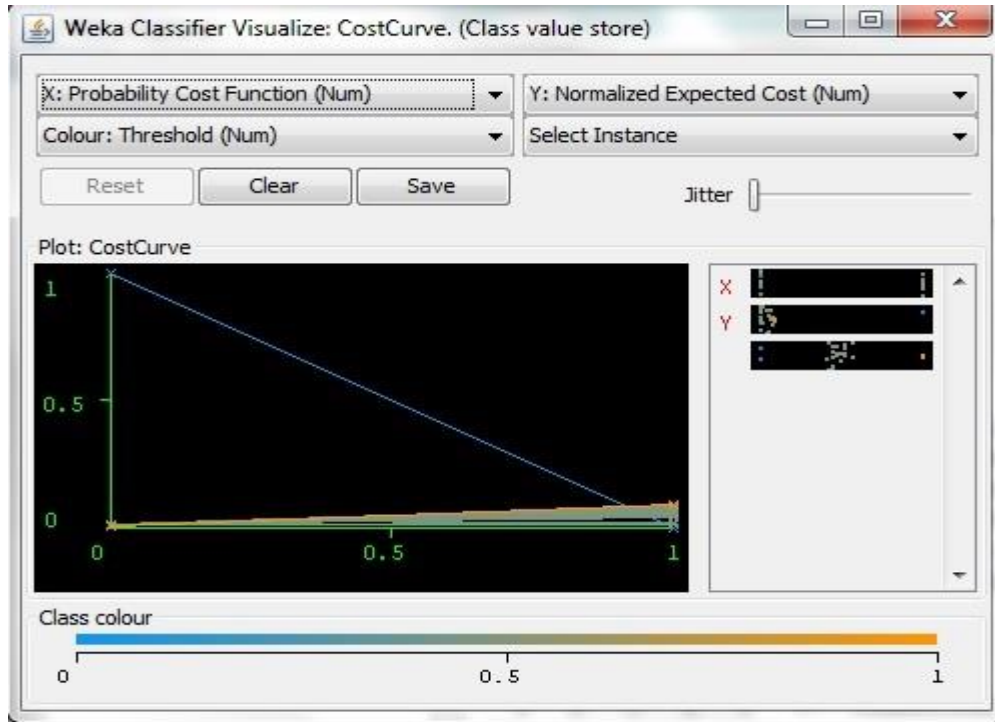 Weka Classifier Visualize: CostCurve. (Class value store)
X: Probability Cost Function (Num)
Y: Normalized Expected Cost (Num)
Colour: Threshold (Num)
Select Instance
Reset
Clear
Save
Jitter
Plot: CostCurve
1
0.5
0
0
0.5
1
X
Y
Class colour
0
0.5
1